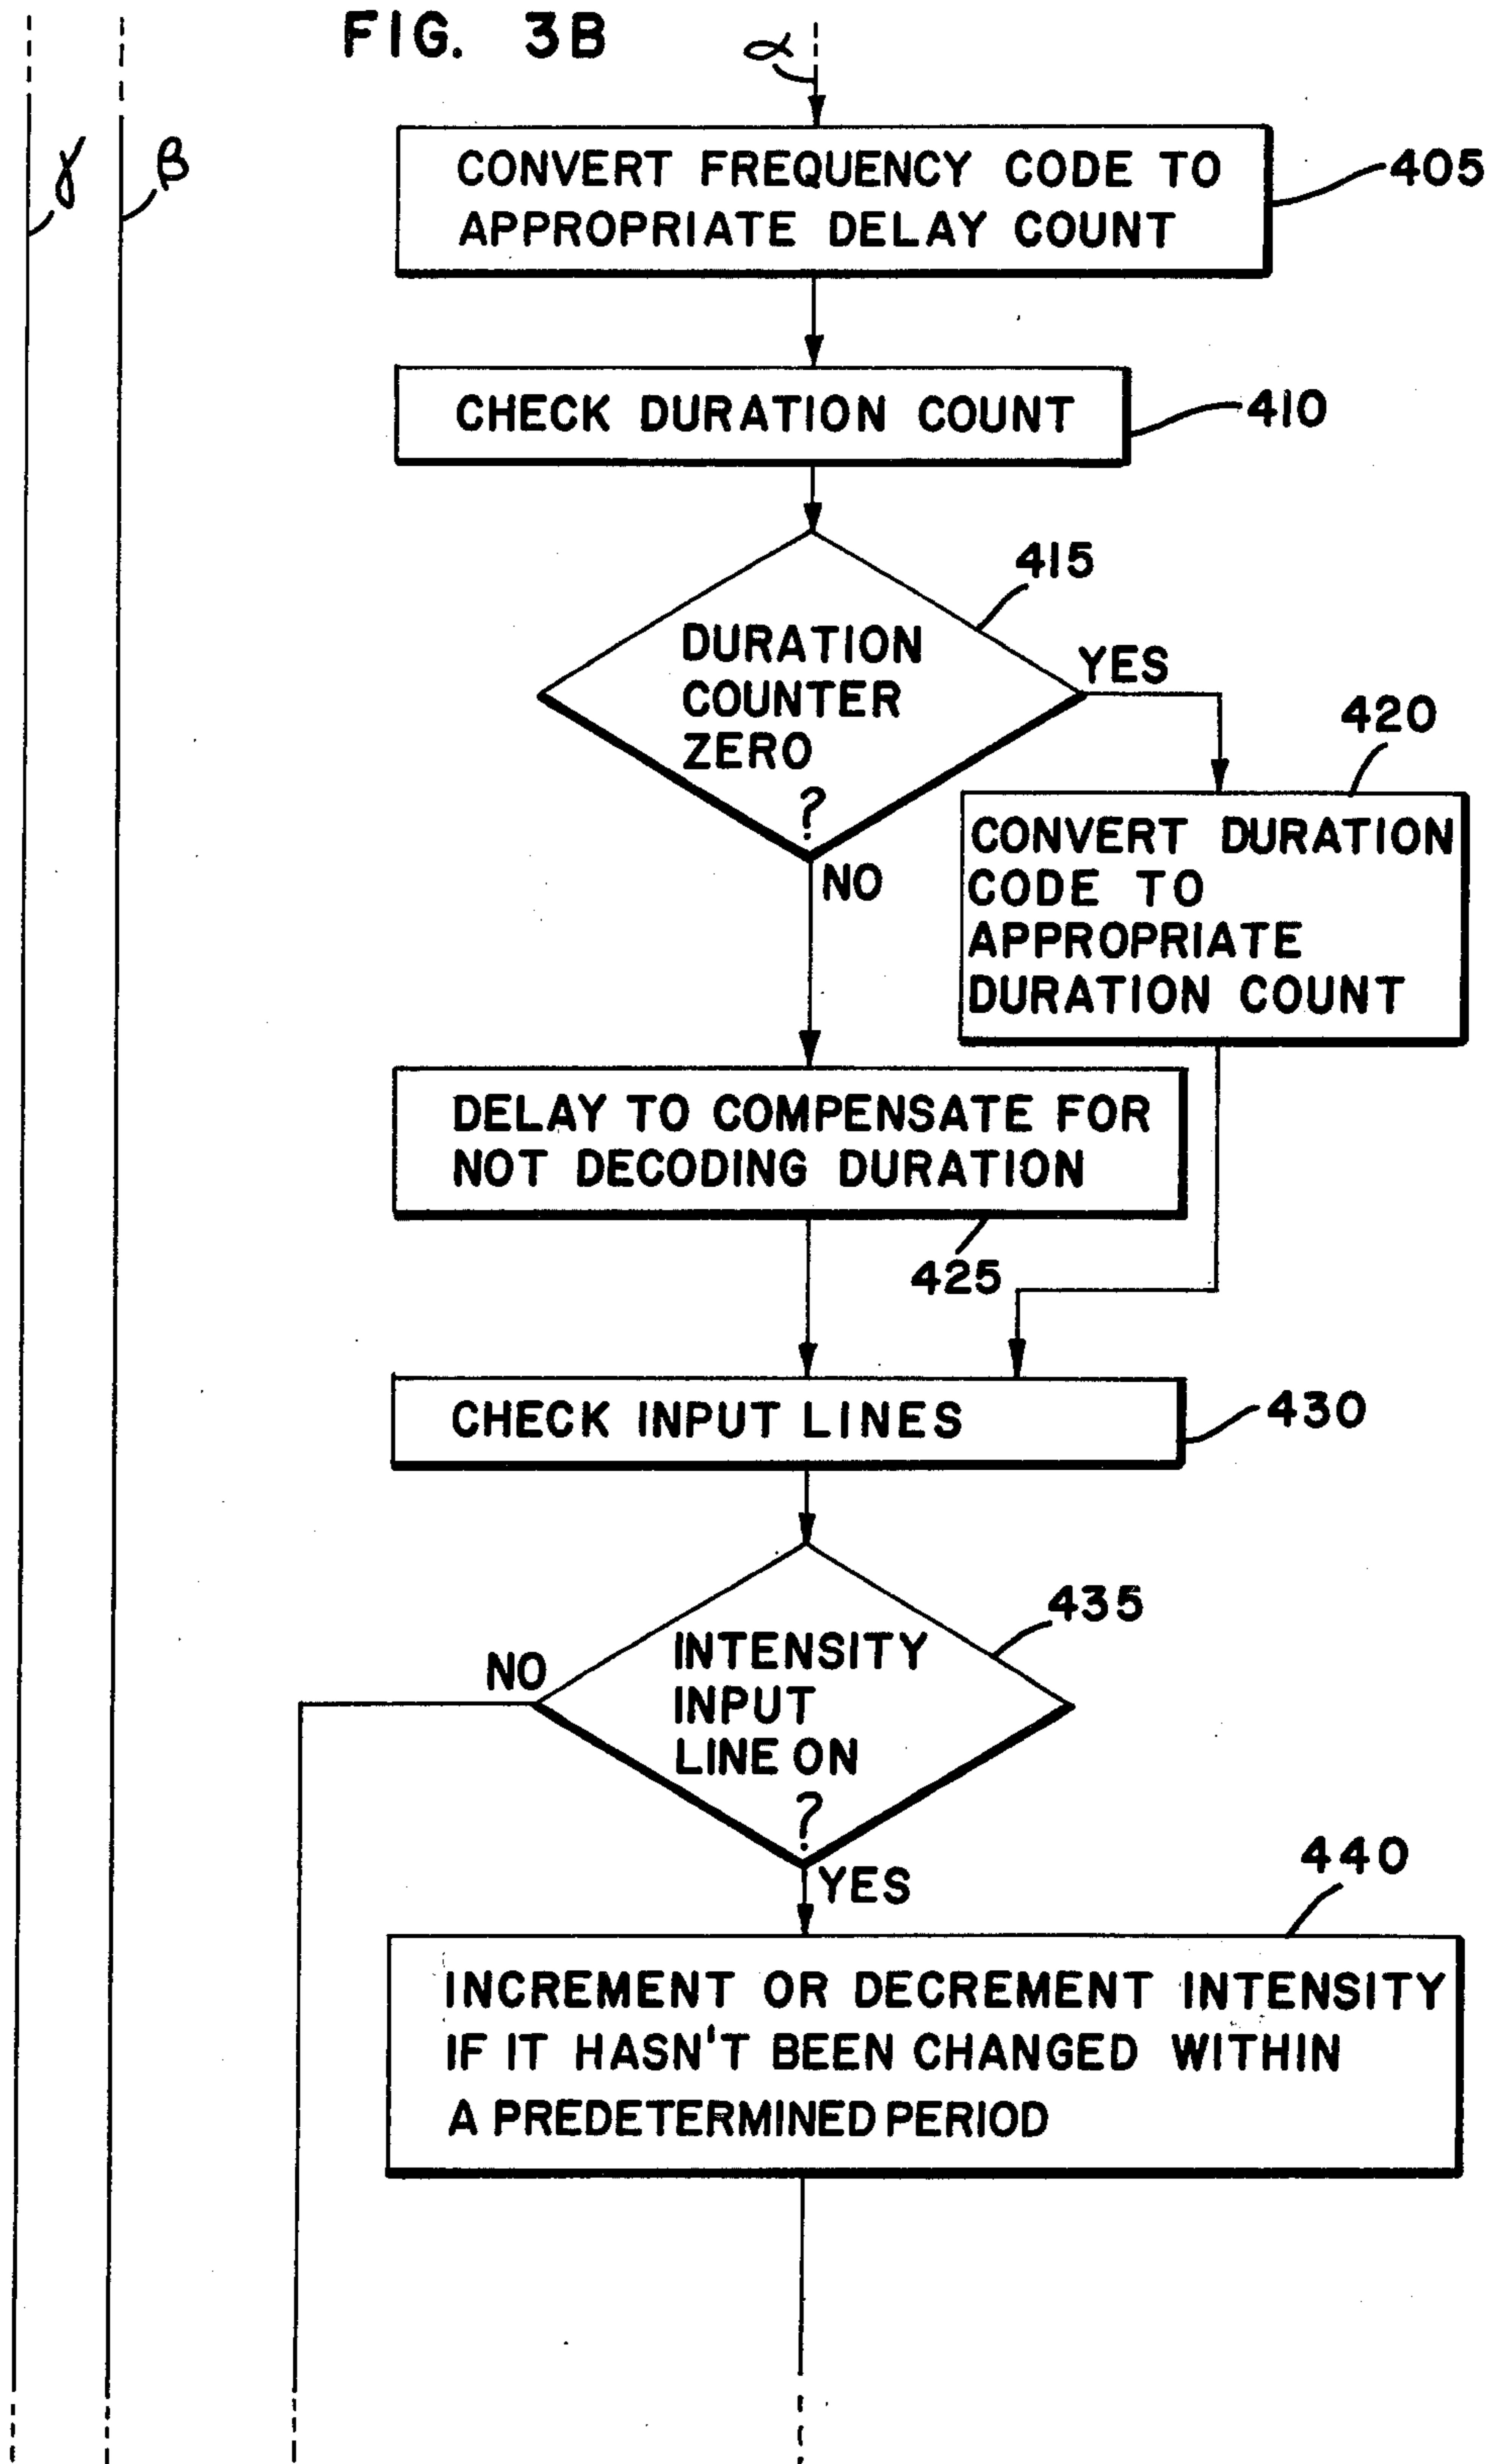 FIG. 3B
α
γ
β
CONVERT FREQUENCY CODE TO
APPROPRIATE DELAY COUNT
405
CHECK DURATION COUNT
410
415
DURATION
COUNTER
ZERO
?
YES
NO
420
CONVERT DURATION
CODE TO
APPROPRIATE
DURATION COUNT
DELAY TO COMPENSATE FOR
NOT DECODING DURATION
425
CHECK INPUT LINES
430
435
INTENSITY
INPUT
LINE ON
?
NO
YES
440
INCREMENT OR DECREMENT INTENSITY
IF IT HASN'T BEEN CHANGED WITHIN
A PREDETERMINED PERIOD